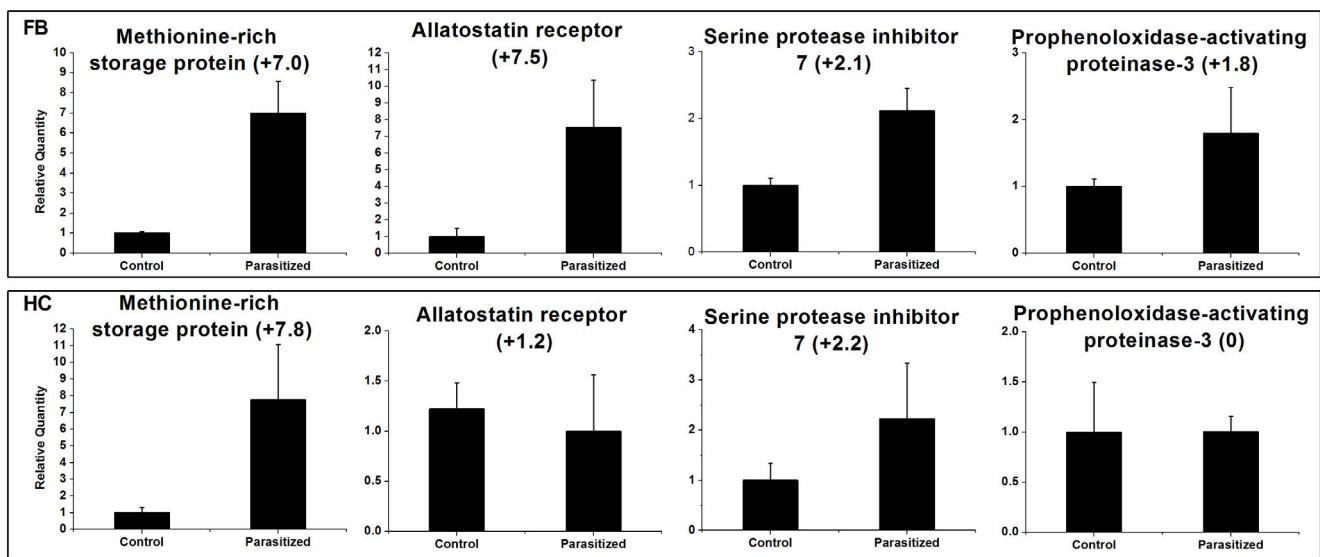 FB
Methionine-rich
storage protein (+7.0)
Relative Quantity
10
9
8
7
6
5
4
3
2
1
0
Control
Parasitized
Allatostatin receptor
(+7.5)
12
11
10
9
8
7
6
5
4
3
2
1
0
Control
Parasitized
Serine protease inhibitor
7 (+2.1)
3
2
1
0
Control
Parasitized
Prophenoloxidase-activating
proteinase-3 (+1.8)
3
2
1
0
Control
Parasitized
HC
Methionine-rich
storage protein (+7.8)
Relative Quantity
12
11
10
9
8
7
6
5
4
3
2
1
0
Control
Parasitized
Allatostatin receptor
(+1.2)
2.0
1.5
1.0
0.5
0.0
Control
Parasitized
Serine protease inhibitor
7 (+2.2)
4
3
2
1
0
Control
Parasitized
Prophenoloxidase-activating
proteinase-3 (0)
2.0
1.5
1.0
0.5
0.0
Control
Parasitized